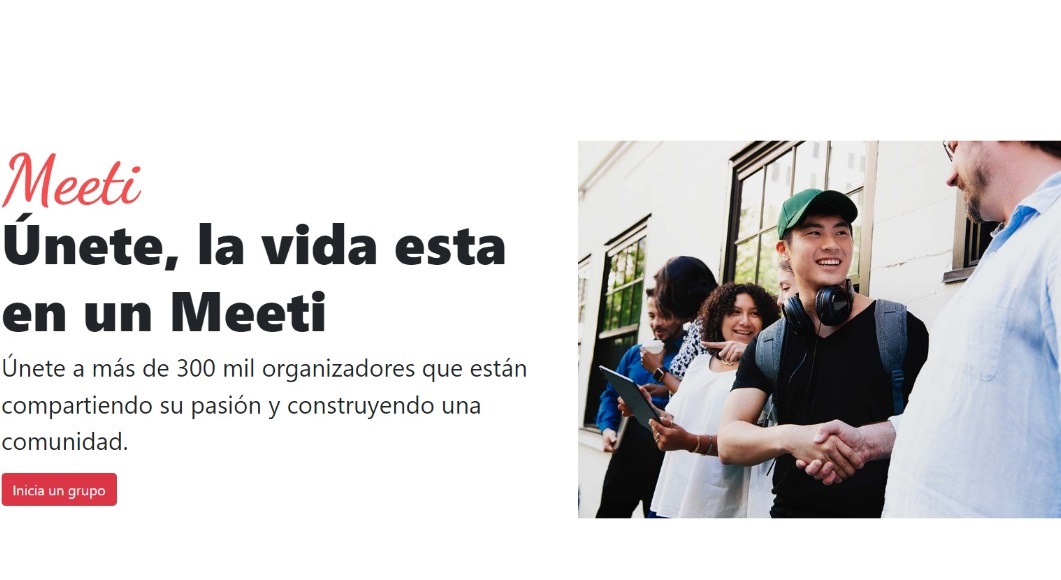 Meeti
Únete, la vida esta
en un Meeti
Únete a más de 300 mil organizadores que están
compartiendo su pasión y construyendo una
comunidad.
Inicia un grupo